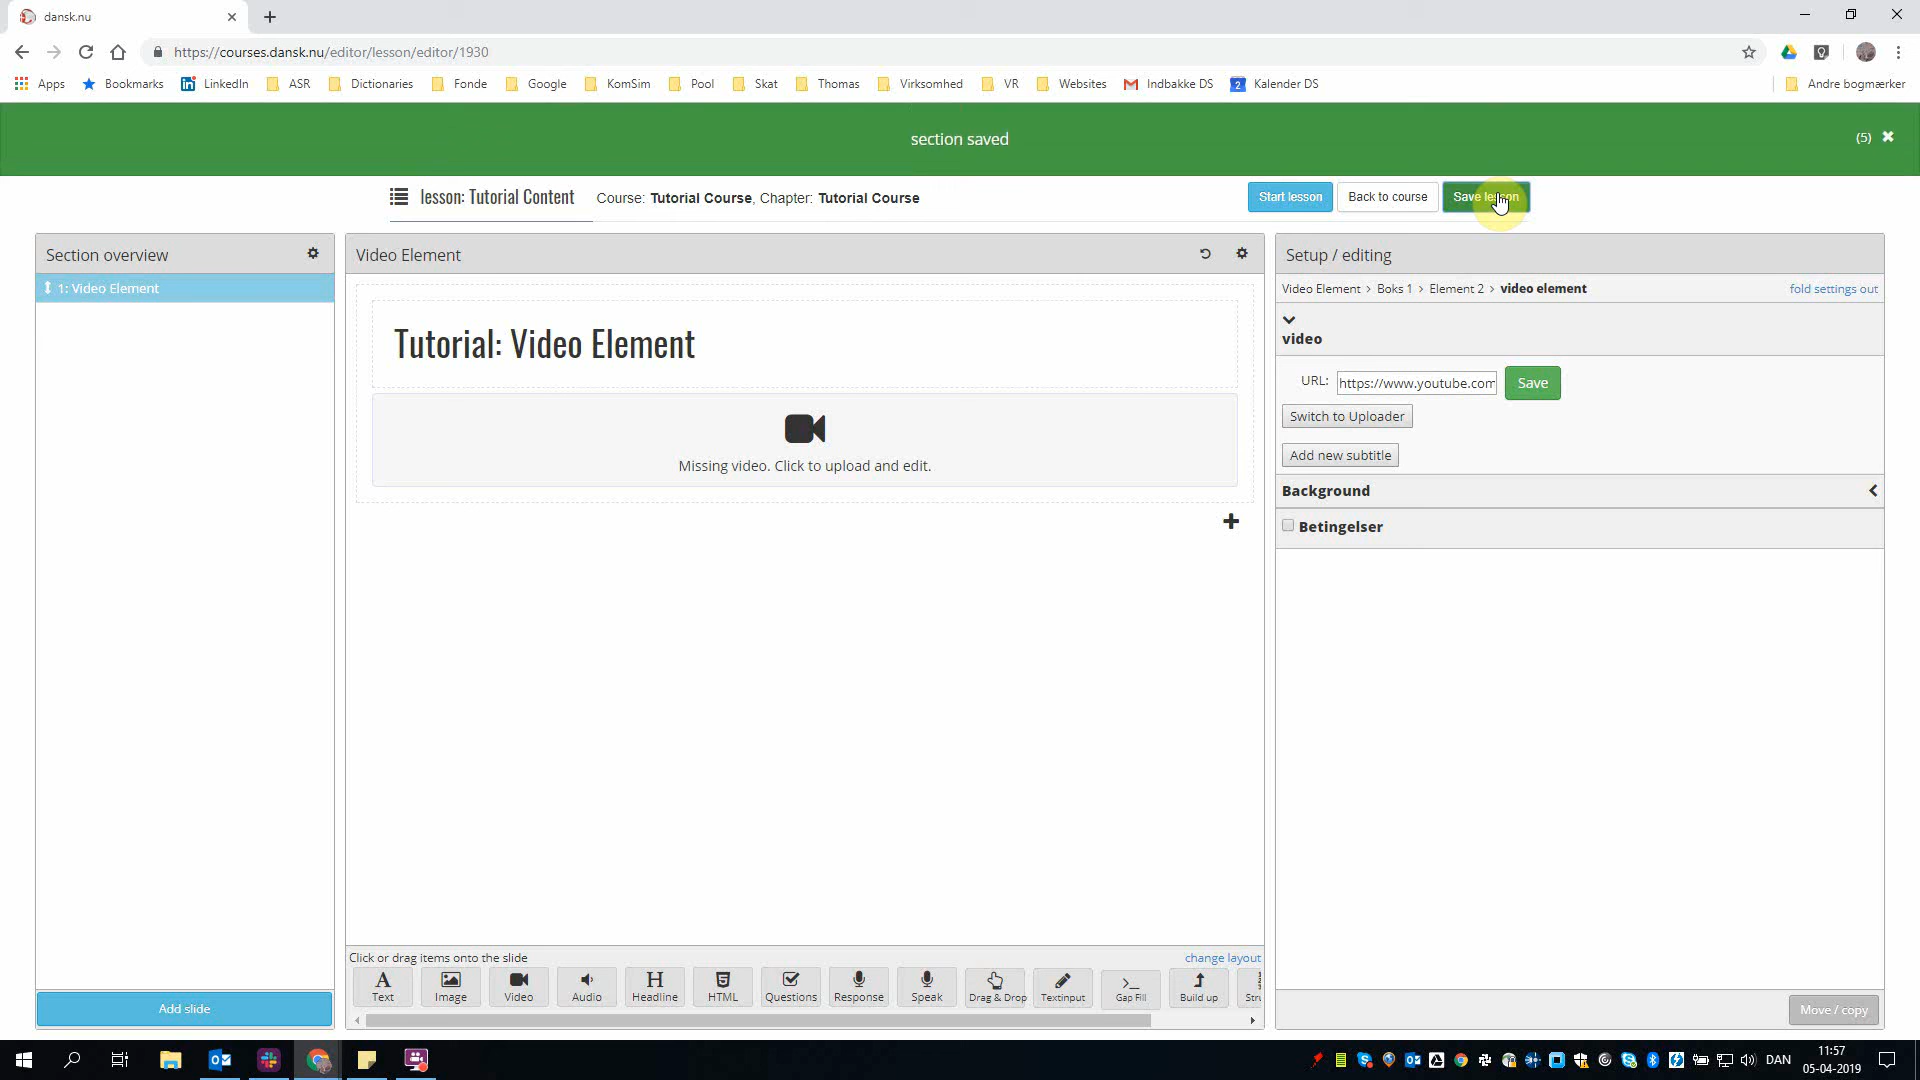 dansk.nu
https://courses.dansk.nu/editor/lesson/editor/1930
Apps Bookmarks LinkedIn ASR Dictionaries Fonde Google KomSim Pool Skat Thomas Virksomhed VR Websites Indbakke DS 2 Kalender DS Andre bogmærker
section saved
(5)
lesson: Tutorial Content Course: Tutorial Course, Chapter: Tutorial Course Start lesson Back to course Save lesson
Section overview
1: Video Element
Video Element
Tutorial: Video Element
Missing video. Click to upload and edit.
Setup / editing
Video Element > Boks 1 > Element 2 > video element fold settings out
video
URL: https://www.youtube.com Save
Switch to Uploader
Add new subtitle
Background
Betingelser
Click or drag items onto the slide change layout
Text Image Video Audio Headline HTML Questions Response Speak Drag & Drop Textinput Gap Fill Build up Stru
Add slide
Move / copy
DAN
11:57
05-04-2019